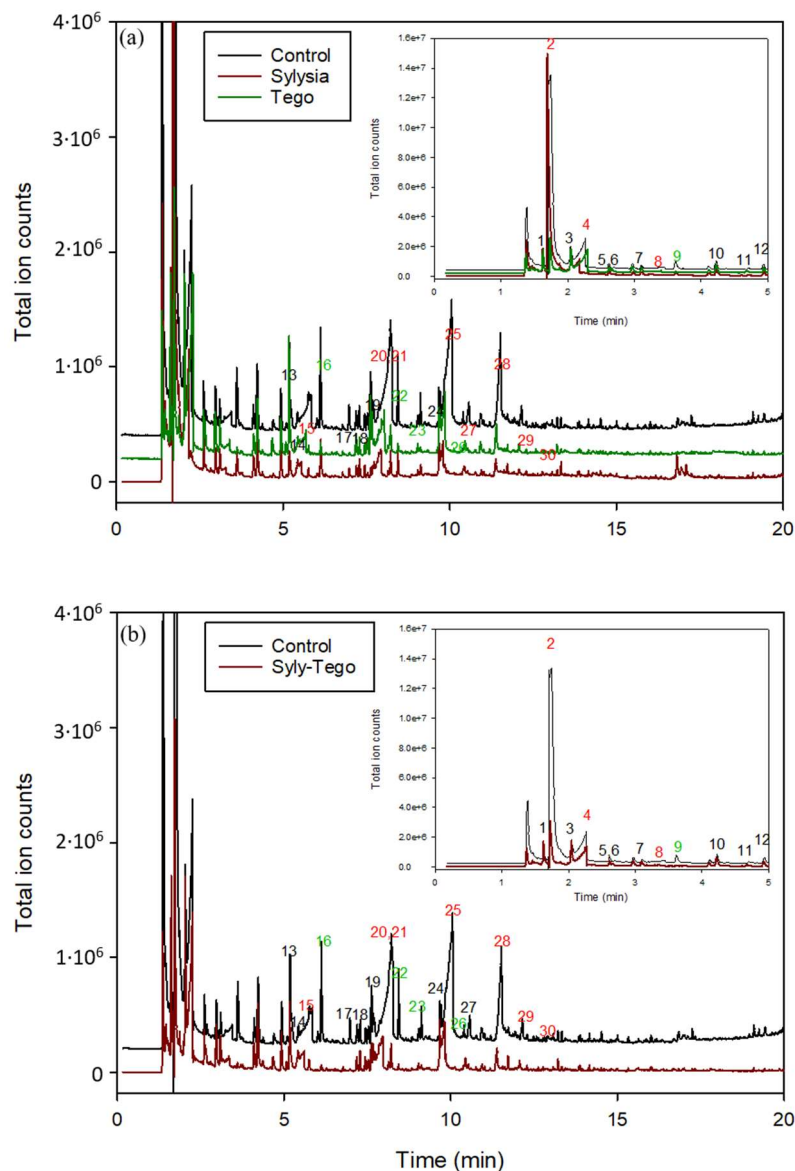 (a)
Control
Sylysia
Tego
Total ion counts
4·10⁶
3·10⁶
2·10⁶
1·10⁶
0
0 5 10 15 20
13 14 15 16 17 18 19 20 21 22 23 24 25 26 27 28 29 30
Total ion counts
1.6e+7
1.4e+7
1.2e+7
1.0e+7
8.0e+6
6.0e+6
4.0e+6
2.0e+6
0.0
1 2 3 4 5 6 7 8 9 10 11 12
0 1 2 3 4 5
Time (min)
(b)
Control
Syly-Tego
Total ion counts
4·10⁶
3·10⁶
2·10⁶
1·10⁶
0
0 5 10 15 20
Time (min)
13 14 15 16 17 18 19 20 21 22 23 24 25 26 27 28 29 30
Total ion counts
1.6e+7
1.4e+7
1.2e+7
1.0e+7
8.0e+6
6.0e+6
4.0e+6
2.0e+6
0.0
1 2 3 4 5 6 7 8 9 10 11 12
0 1 2 3 4 5
Time (min)